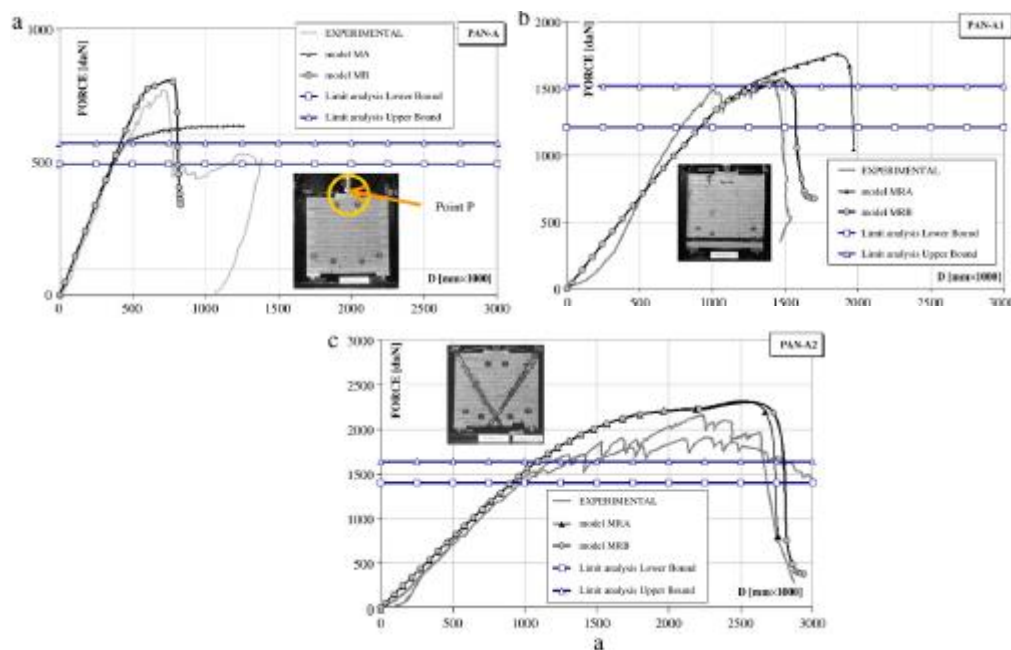 a
1000
FORCE [daN]
PAN-A
EXPERIMENTAL
model MA
model MB
Limit analysis Lower Bound
Limit analysis Upper Bound
500
Point P
D [mm×1000]
0
0 500 1000 1500 2000 2500 3000
b
2000
FORCE [daN]
PAN-A1
1500
1000
EXPERIMENTAL
model MRA
model MRB
Limit analysis Lower Bound
Limit analysis Upper Bound
500
D [mm×1000]
0
0 500 1000 1500 2000 2500 3000
c
3000
FORCE [daN]
PAN-A2
2500
2000
1500
EXPERIMENTAL
model MRA
model MRB
Limit analysis Lower Bound
Limit analysis Upper Bound
1000
500
D [mm×1000]
0
0 500 1000 1500 2000 2500 3000
a